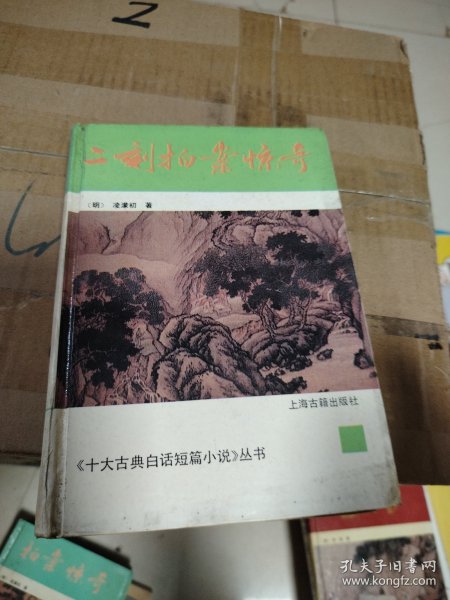 2
二刻拍案惊奇
（明） 凌濛初 著
上海古籍出版社
《十大古典白话短篇小说》丛书
拍案惊奇
孔夫子旧书网
www.kongfz.com